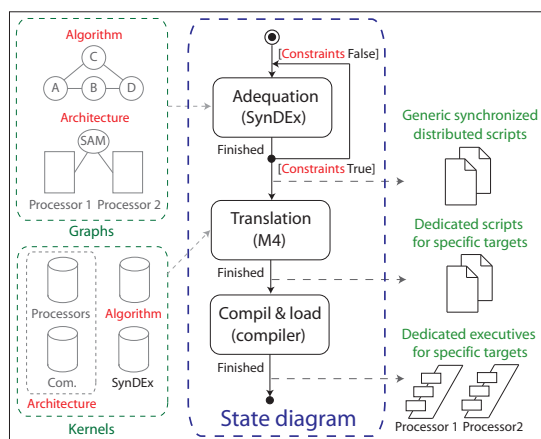 Algorithm
C
A
B
D
Architecture
SAM
Processor 1
Processor 2
Graphs
Processors
Algorithm
Com.
SynDEx
Architecture
Kernels
[Constraints False]
Adequation
(SynDEx)
Finished
[Constraints True]
Translation
(M4)
Finished
Compil & load
(compiler)
Finished
State diagram
Generic synchronized
distributed scripts
Dedicated scripts
for specific targets
Dedicated executives
for specific targets
Processor 1
Processor2